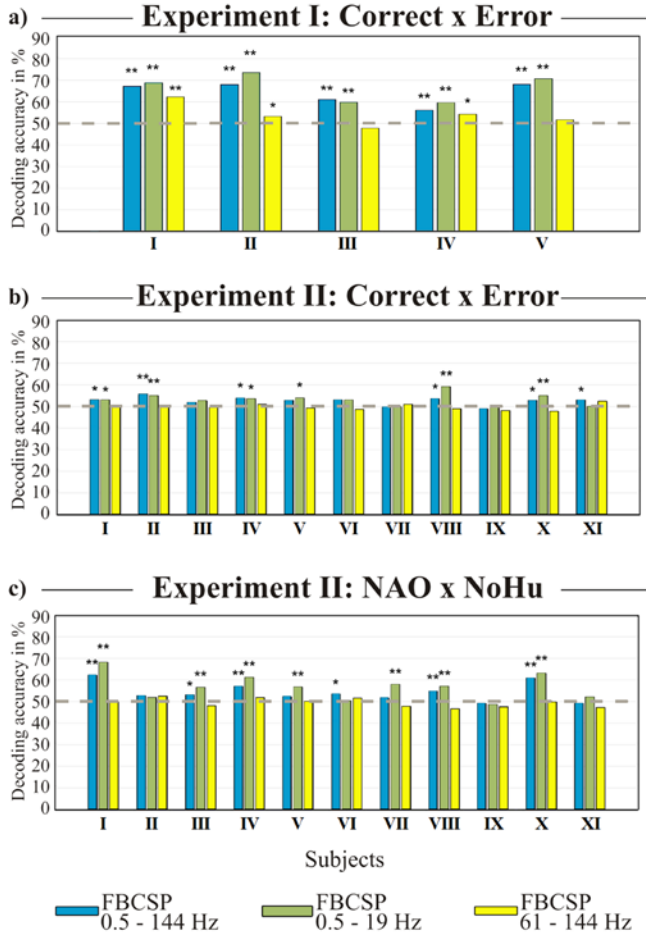 a) Experiment I: Correct x Error
Decoding accuracy in %
90
80
70
60
50
40
30
20
10
0
** ** ** ** ** * ** ** ** ** * ** **
I II III IV V
b) Experiment II: Correct x Error
Decoding accuracy in %
90
80
70
60
50
40
30
20
10
0
* * ** ** * * * * ** * ** *
I II III IV V VI VII VIII IX X XI
c) Experiment II: NAO x NoHu
Decoding accuracy in %
90
80
70
60
50
40
30
20
10
0
** ** * ** ** ** ** * ** ** ** ** **
I II III IV V VI VII VIII IX X XI
Subjects
FBCSP FBCSP FBCSP
0.5 - 144 Hz 0.5 - 19 Hz 61 - 144 Hz